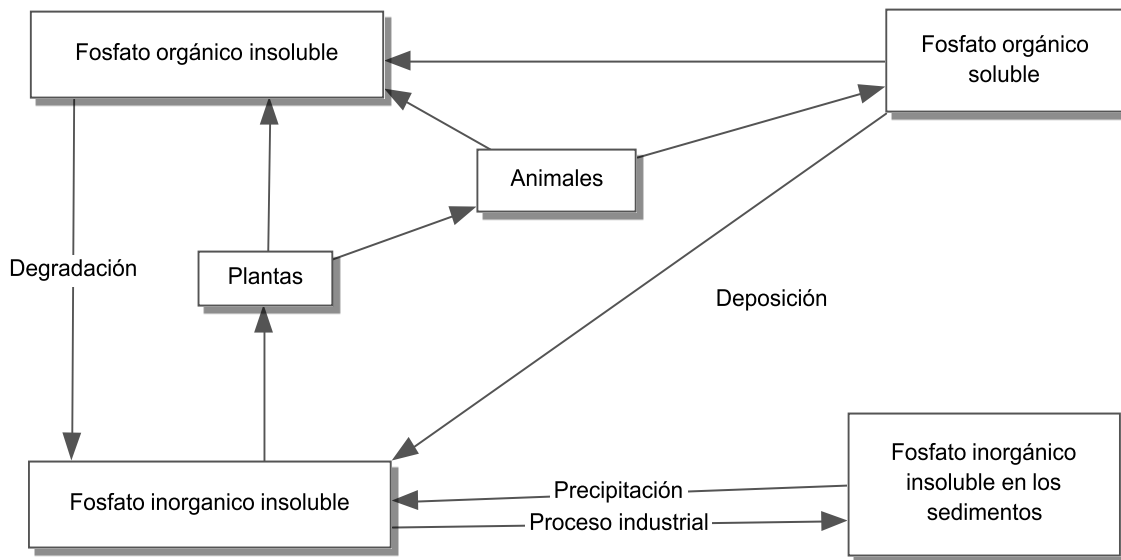 Fosfato orgánico insoluble
Fosfato orgánico
soluble
Animales
Plantas
Degradación
Deposición
Fosfato inorganico insoluble
Precipitación
Proceso industrial
Fosfato inorgánico
insoluble en los
sedimentos